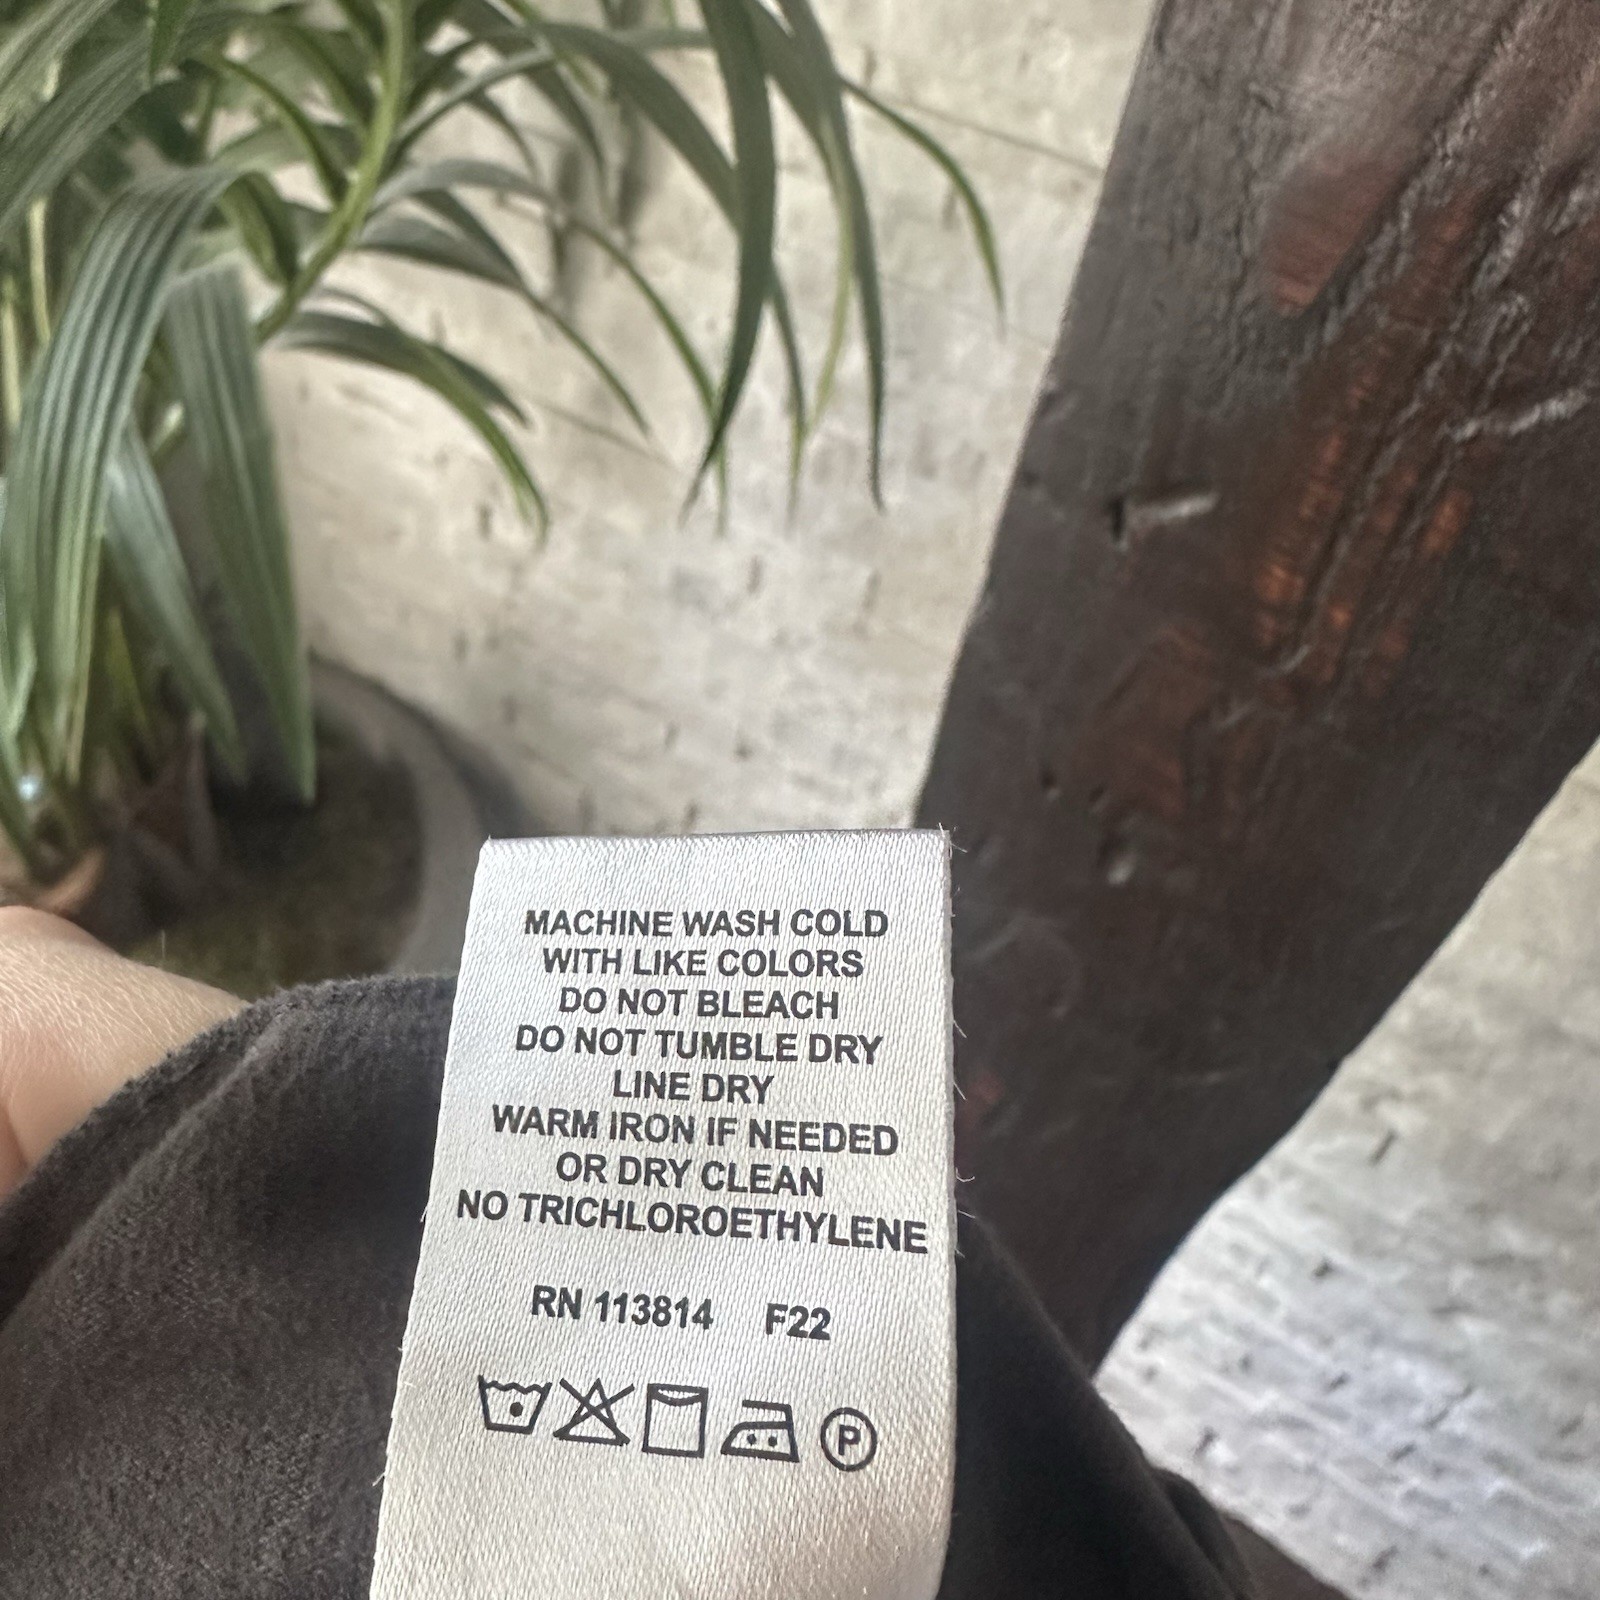 MACHINE WASH COLD
WITH LIKE COLORS
DO NOT BLEACH
DO NOT TUMBLE DRY
LINE DRY
WARM IRON IF NEEDED
OR DRY CLEAN
NO TRICHLOROETHYLENE
RN 113814 F22
P